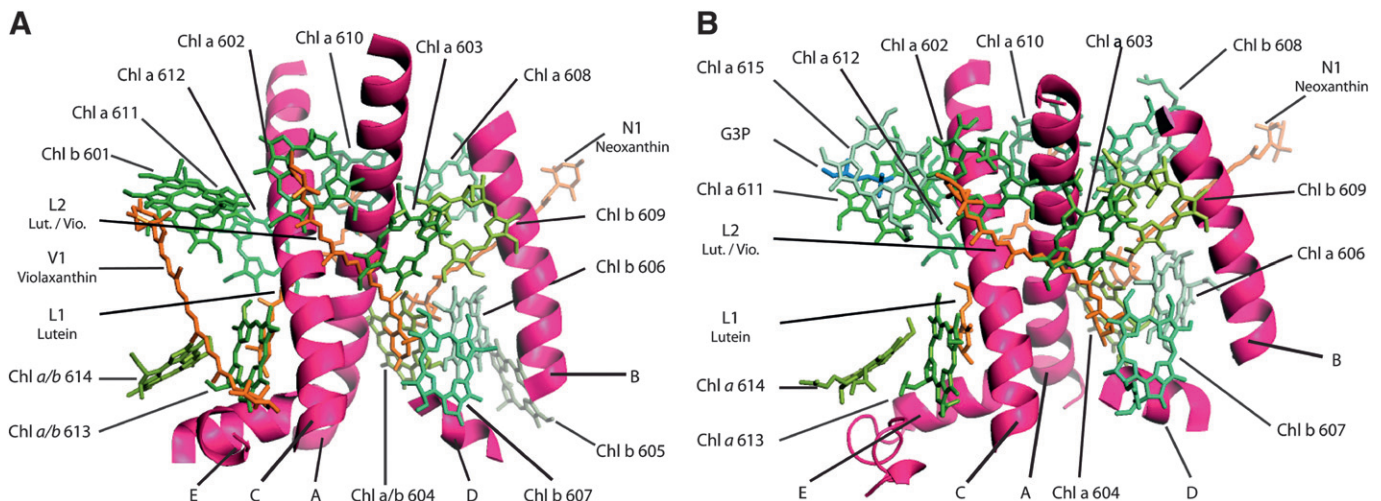 A
Chl a 602
Chl a 610
Chl a 603
Chl a 612
Chl a 608
Chl a 611
Chl b 601
N1
Neoxanthin
L2
Lut. / Vio.
Chl b 609
V1
Violaxanthin
Chl b 606
L1
Lutein
Chl a/b 614
B
Chl a/b 613
Chl b 605
E
C
A
Chl a/b 604
D
Chl b 607
B
Chl a 612
Chl a 602
Chl a 610
Chl a 603
Chl b 608
Chl a 615
N1
Neoxanthin
G3P
Chl a 611
Chl b 609
L2
Lut. / Vio.
Chl a 606
L1
Lutein
B
Chl a 614
Chl a 613
Chl b 607
E
C
A
Chl a 604
D